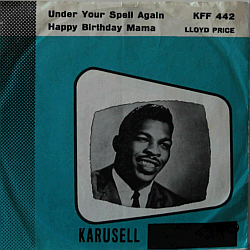 Under Your Spell Again KFF 442
Happy Birthday Mama LLOYD PRICE
KARUSELL